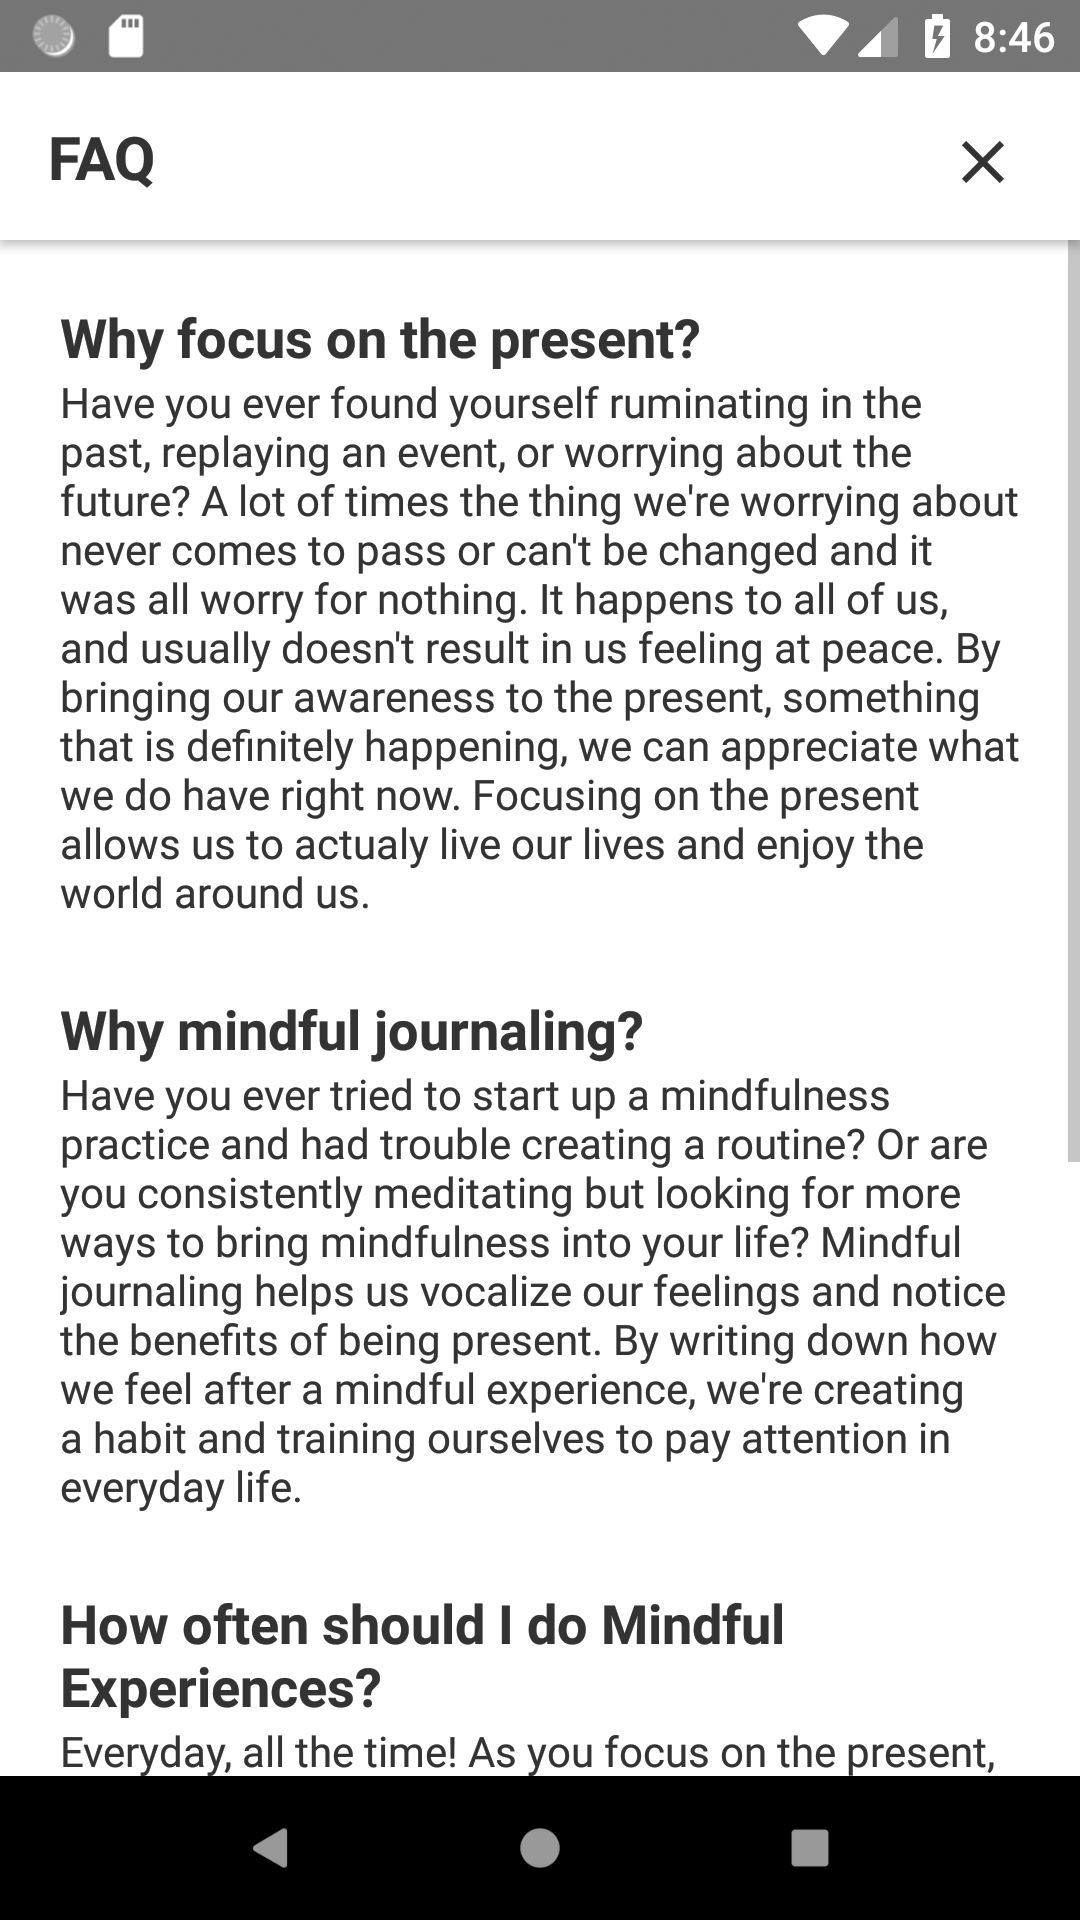 8:46
FAQ
Why focus on the present?
Have you ever found yourself ruminating in the
past, replaying an event, or worrying about the
future? A lot of times the thing we're worrying about
never comes to pass or can't be changed and it
was all worry for nothing. It happens to all of us,
and usually doesn't result in us feeling at peace. By
bringing our awareness to the present, something
that is definitely happening, we can appreciate what
we do have right now. Focusing on the present
allows us to actualy live our lives and enjoy the
world around us.
Why mindful journaling?
Have you ever tried to start up a mindfulness
practice and had trouble creating a routine? Or are
you consistently meditating but looking for more
ways to bring mindfulness into your life? Mindful
journaling helps us vocalize our feelings and notice
the benefits of being present. By writing down how
we feel after a mindful experience, we're creating
a habit and training ourselves to pay attention in
everyday life.
How often should I do Mindful
Experiences?
Everyday, all the time! As you focus on the present,